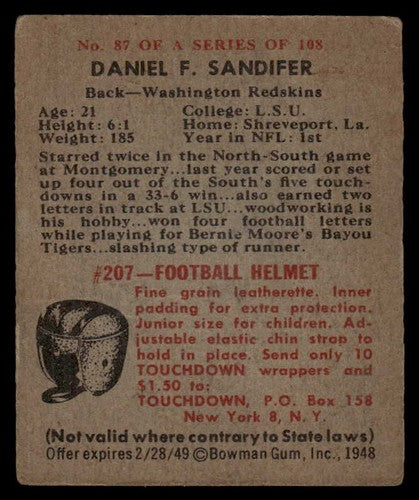 No. 87 OF A SERIES OF 108
DANIEL F. SANDIFER
Back—Washington Redskins
Age: 21 College: L.S.U.
Height: 6:1 Home: Shreveport, La.
Weight: 185 Year in NFL: 1st
Starred twice in the North-South game
at Montgomery...last year scored or set
up four out of the South's five touch-
downs in a 33-6 win...also earned two
letters in track at LSU...woodworking is
his hobby... won four football letters
while playing for Bernie Moore's Bayou
Tigers...slashing type of runner.
#207—FOOTBALL HELMET
Fine grain leatherette. Inner
padding for extra protection.
Junior size for children. Ad-
justable elastic chin strap to
hold in place. Send only 10
TOUCHDOWN wrappers and
$1.50 to:
TOUCHDOWN, P.O. Box 158
New York 8, N. Y.
(Not valid where contrary to State laws)
Offer expires 2/28/49 ©Bowman Gum, Inc., 1948